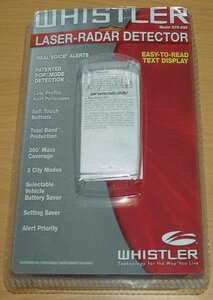 WHISTLER
Model: XTR-555
LASER-RADAR DETECTOR
REAL VOICE ALERTS
PATENTED
POP MODE
DETECTION
Low Profile
Alert Periscopes
Soft Touch
Buttons
Total Band
Protection
360° Maxx
Coverage
3 City Modes
Selectable
Vehicle
Battery Saver
Setting Saver
Alert Priority
EASY-TO-READ
TEXT DISPLAY
WHISTLER
Technology for the Way You Live